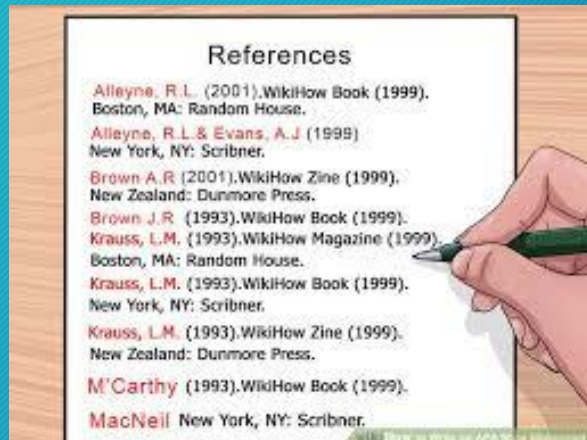 References
Alleyne, R.L. (2001).WikiHow Book (1999).
Boston, MA: Random House.
Alleyne, R.L.& Evans, A.J (1999)
New York, NY: Scribner.
Brown A.R (2001).WikiHow Zine (1999).
New Zealand: Dunmore Press.
Brown J.R (1993).WikiHow Book (1999).
Krauss, L.M. (1993).WikiHow Magazine (1999).
Boston, MA: Random House.
Krauss, L.M. (1993).WikiHow Book (1999).
New York, NY: Scribner.
Krauss, L.M. (1993).WikiHow Zine (1999).
New Zealand: Dunmore Press.
M'Carthy (1993).WikiHow Book (1999).
MacNeil New York, NY: Scribner.